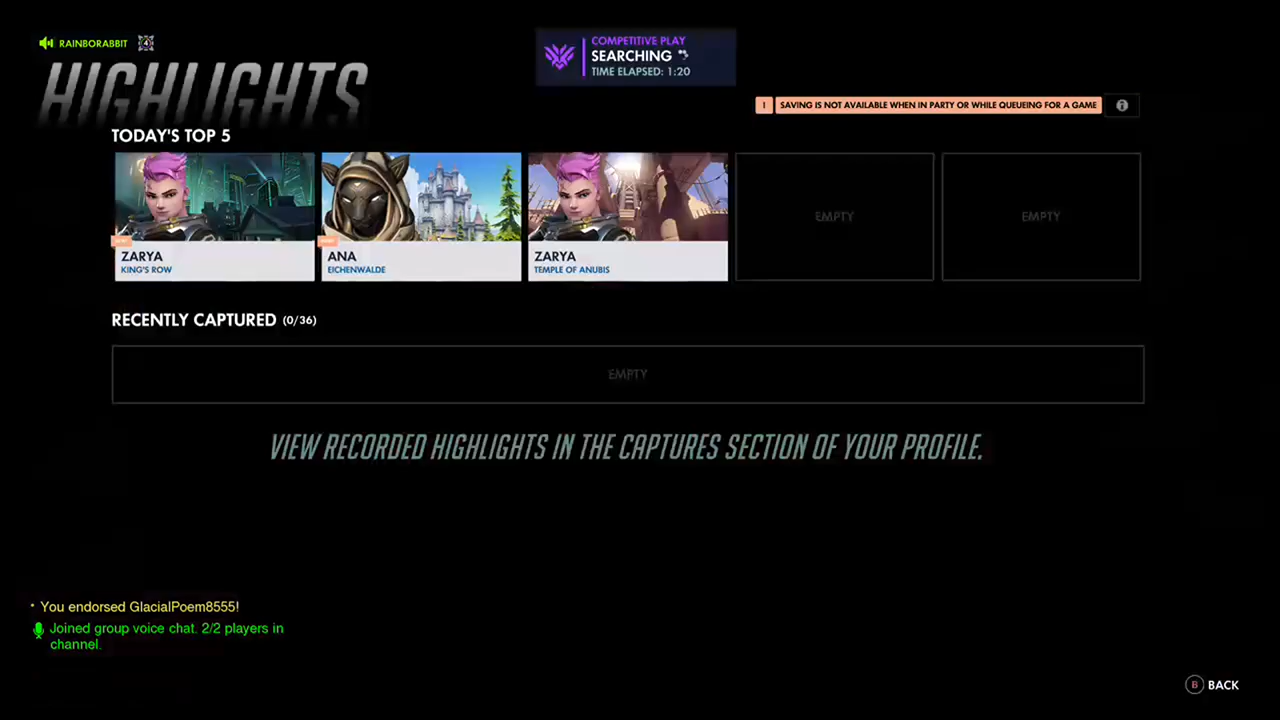 RAINBORABBIT
COMPETITIVE PLAY
SEARCHING
TIME ELAPSED: 1:20
HIGHLIGHTS
! SAVING IS NOT AVAILABLE WHEN IN PARTY OR WHILE QUEUEING FOR A GAME
TODAY'S TOP 5
ZARYA
KING'S ROW
ANA
EICHENWALDE
ZARYA
TEMPLE OF ANUBIS
EMPTY
EMPTY
RECENTLY CAPTURED (0/36)
EMPTY
VIEW RECORDED HIGHLIGHTS IN THE CAPTURES SECTION OF YOUR PROFILE.
You endorsed GlacialPoem8555!
Joined group voice chat. 2/2 players in
channel.
B BACK